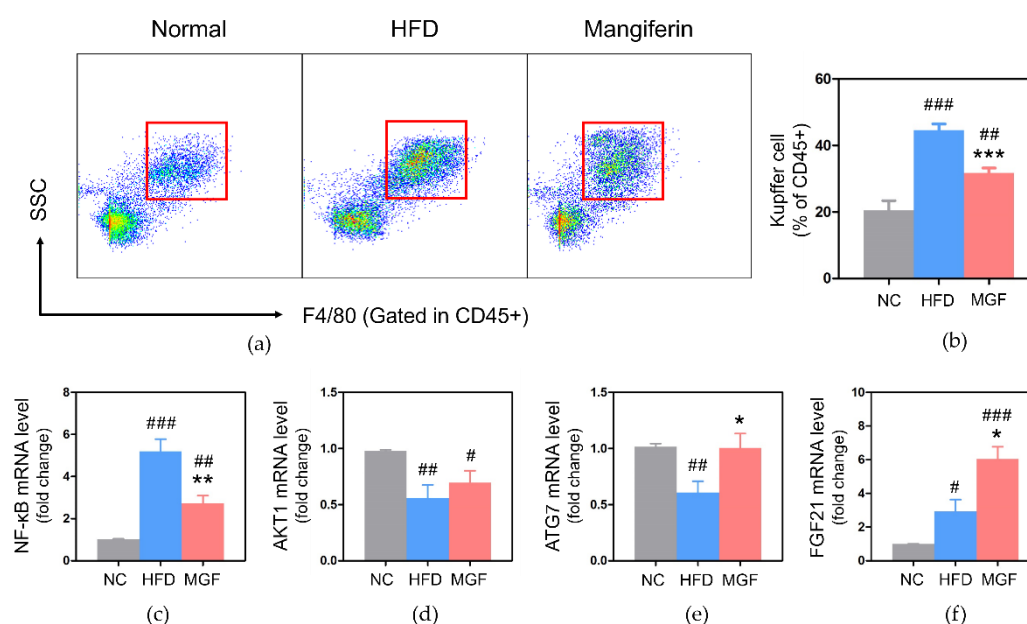 Normal HFD Mangiferin
SSC
F4/80 (Gated in CD45+)
(a)
Kupffer cell
(% of CD45+)
60
40
20
0
###
##
***
NC HFD MGF
(b)
NF-κB mRNA level
(fold change)
8
6
4
2
0
###
##
**
NC HFD MGF
(c)
AKT1 mRNA level
(fold change)
1.5
1.0
0.5
0.0
##
#
NC HFD MGF
(d)
ATG7 mRNA level
(fold change)
1.5
1.0
0.5
0.0
##
*
NC HFD MGF
(e)
FGF21 mRNA level
(fold change)
10
8
6
4
2
0
#
###
*
NC HFD MGF
(f)